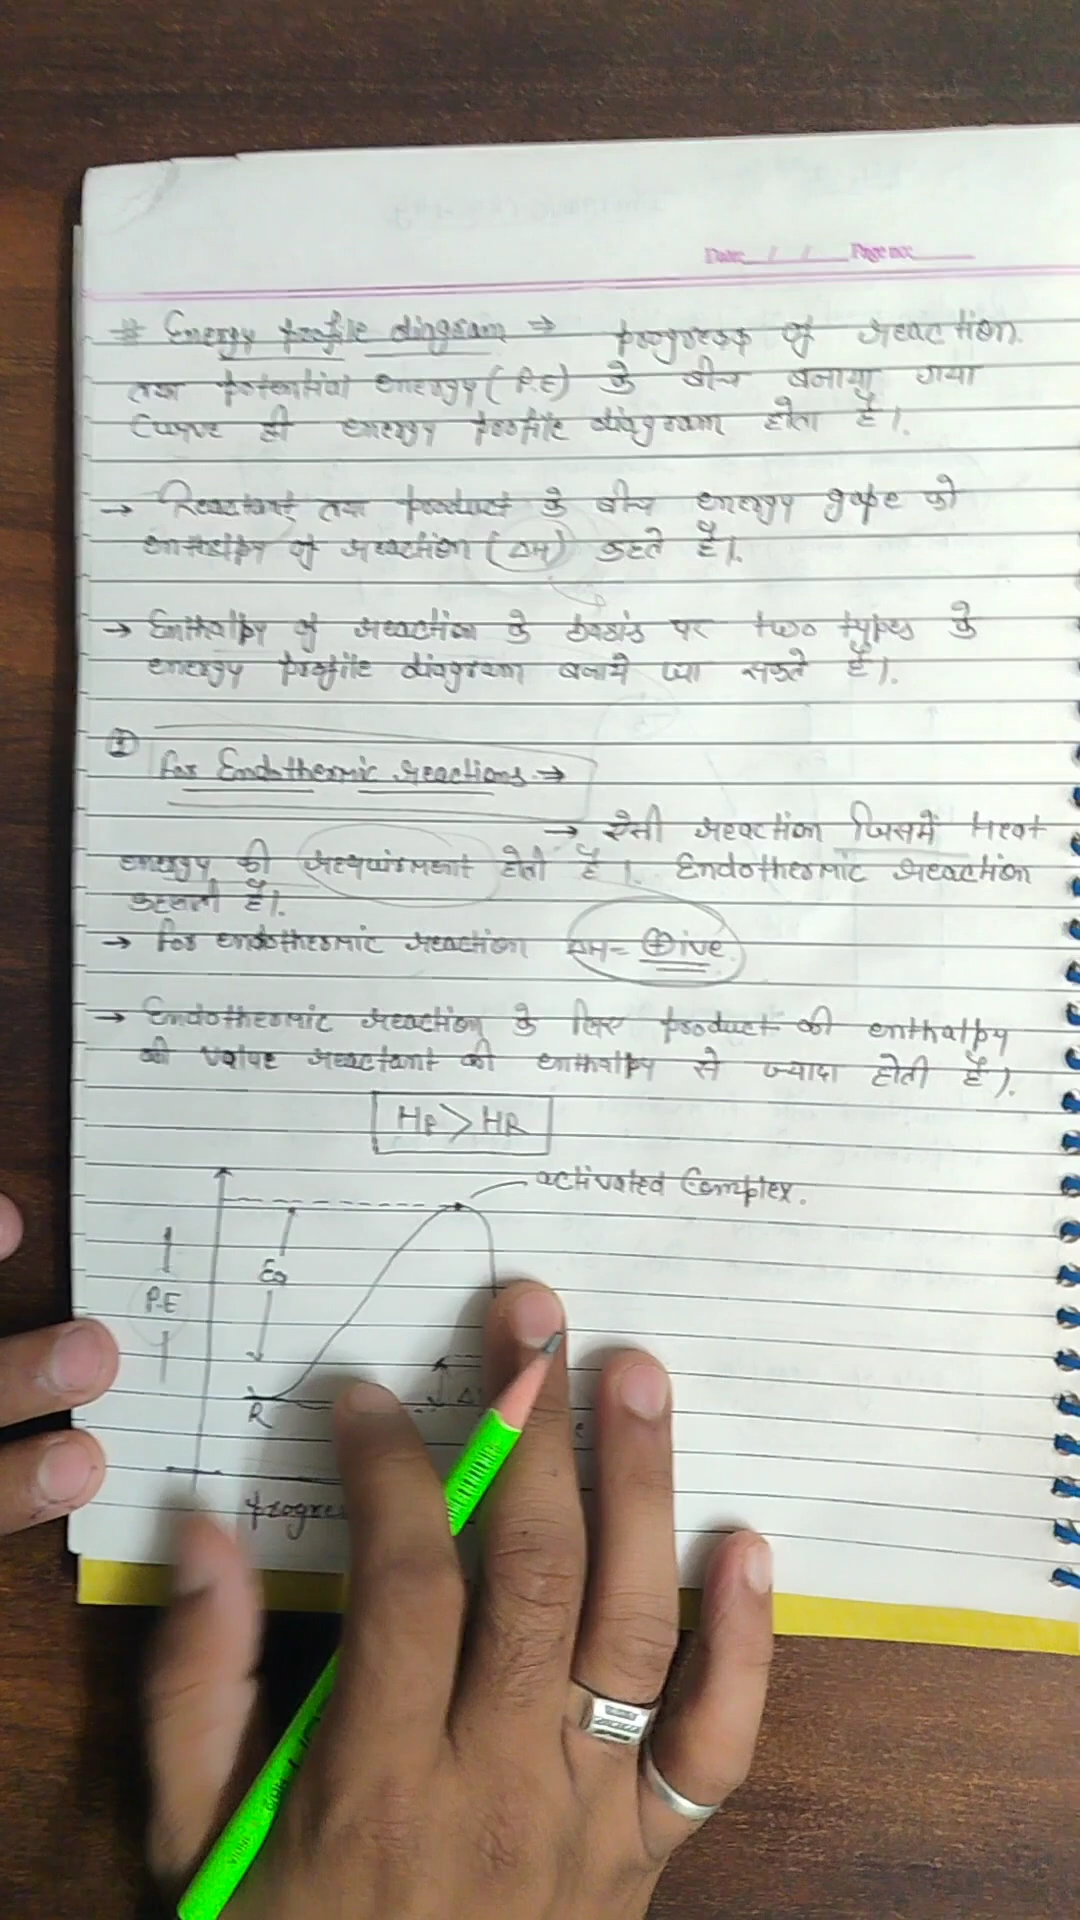 Date / / Page no:
# Energy profile diagram ⇒ progress of reaction
तथा potential energy (P.E) के बीच बनाया गया
Curve ही energy profile diagram होता है।
→ Reactant तथा product के बीच energy gape को
enthalpy of reaction (ΔH) कहते है।
→ Enthalpy of reaction के पर two types के
energy profile diagram बनाये जा सकते है।
① for Endothermic reactions →
→ ऐसी reaction जिसमें Heat
energy की होती है। Endothermic reaction
कहलाती है।
→ for endothermic reaction ΔH = ⊕ive
→ Endothermic reaction के लिए product की enthalpy
की value reactant की enthalpy से ज्यादा होती है।
HP > HR
activated Complex.
Ea
P.E
R